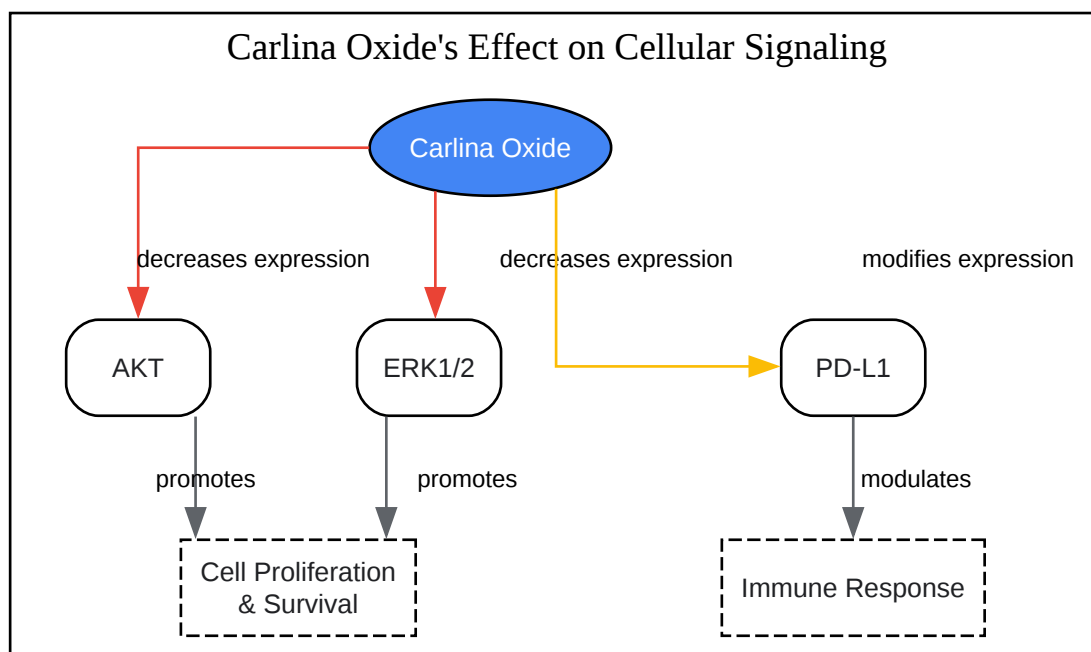 Carlina Oxide's Effect on Cellular Signaling
Carlina Oxide
decreases expression
decreases expression
modifies expression
AKT
ERK1/2
PD-L1
promotes
promotes
modulates
Cell Proliferation
& Survival
Immune Response